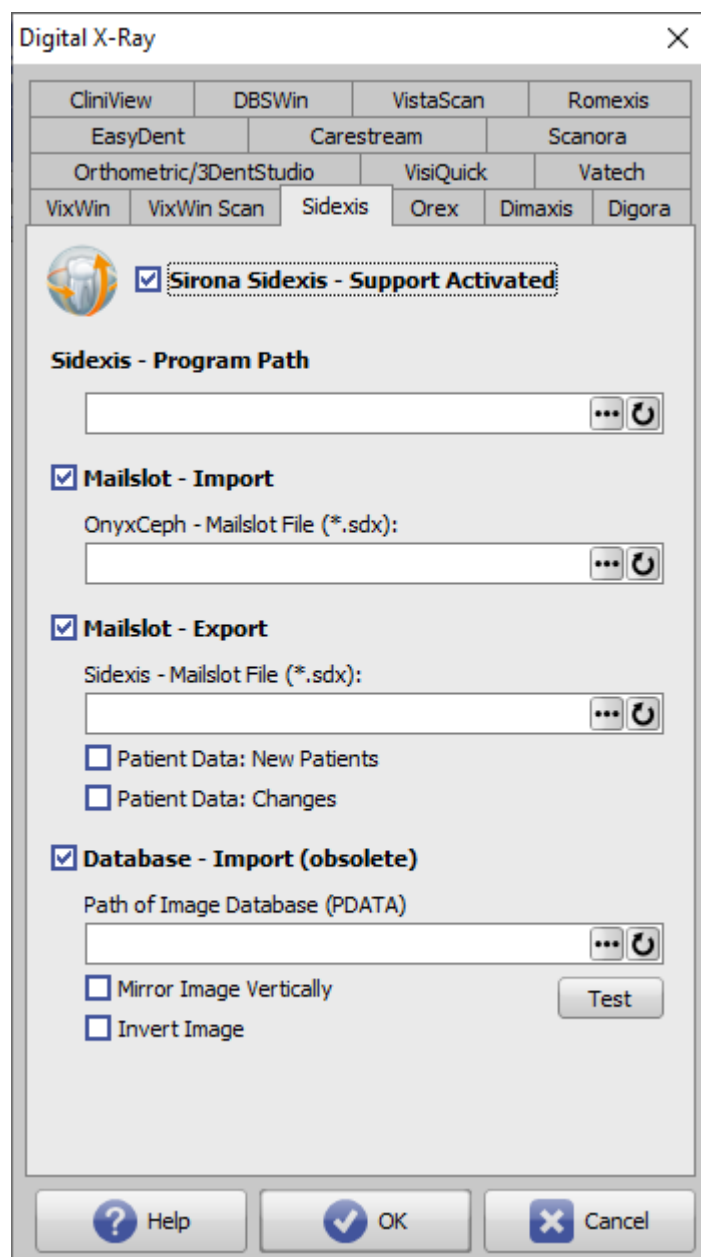 Digital X-Ray
CliniView DBSWin VistaScan Romexis
EasyDent Carestream Scanora
Orthometric/3DentStudio VisiQuick Vatech
VixWin VixWin Scan Sidexis Orex Dimaxis Digora
Sirona Sidexis - Support Activated
Sidexis - Program Path
Mailslot - Import
OnyxCeph - Mailslot File (*.sdx):
Mailslot - Export
Sidexis - Mailslot File (*.sdx):
Patient Data: New Patients
Patient Data: Changes
Database - Import (obsolete)
Path of Image Database (PDATA)
Mirror Image Vertically
Test
Invert Image
Help OK Cancel